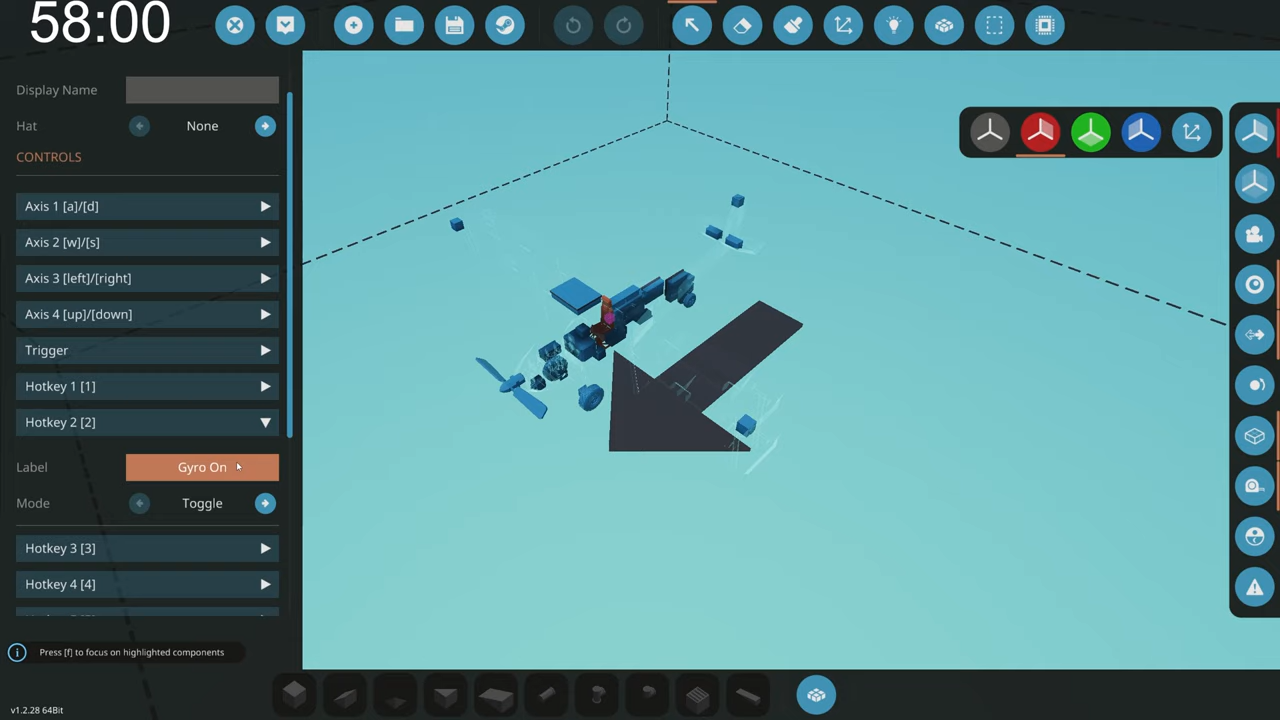 58:00
Display Name
Hat None
CONTROLS
Axis 1 [a]/[d]
Axis 2 [w]/[s]
Axis 3 [left]/[right]
Axis 4 [up]/[down]
Trigger
Hotkey 1 [1]
Hotkey 2 [2]
Label Gyro On
Mode Toggle
Hotkey 3 [3]
Hotkey 4 [4]
Press [f] to focus on highlighted components
v1.2.28 64Bit